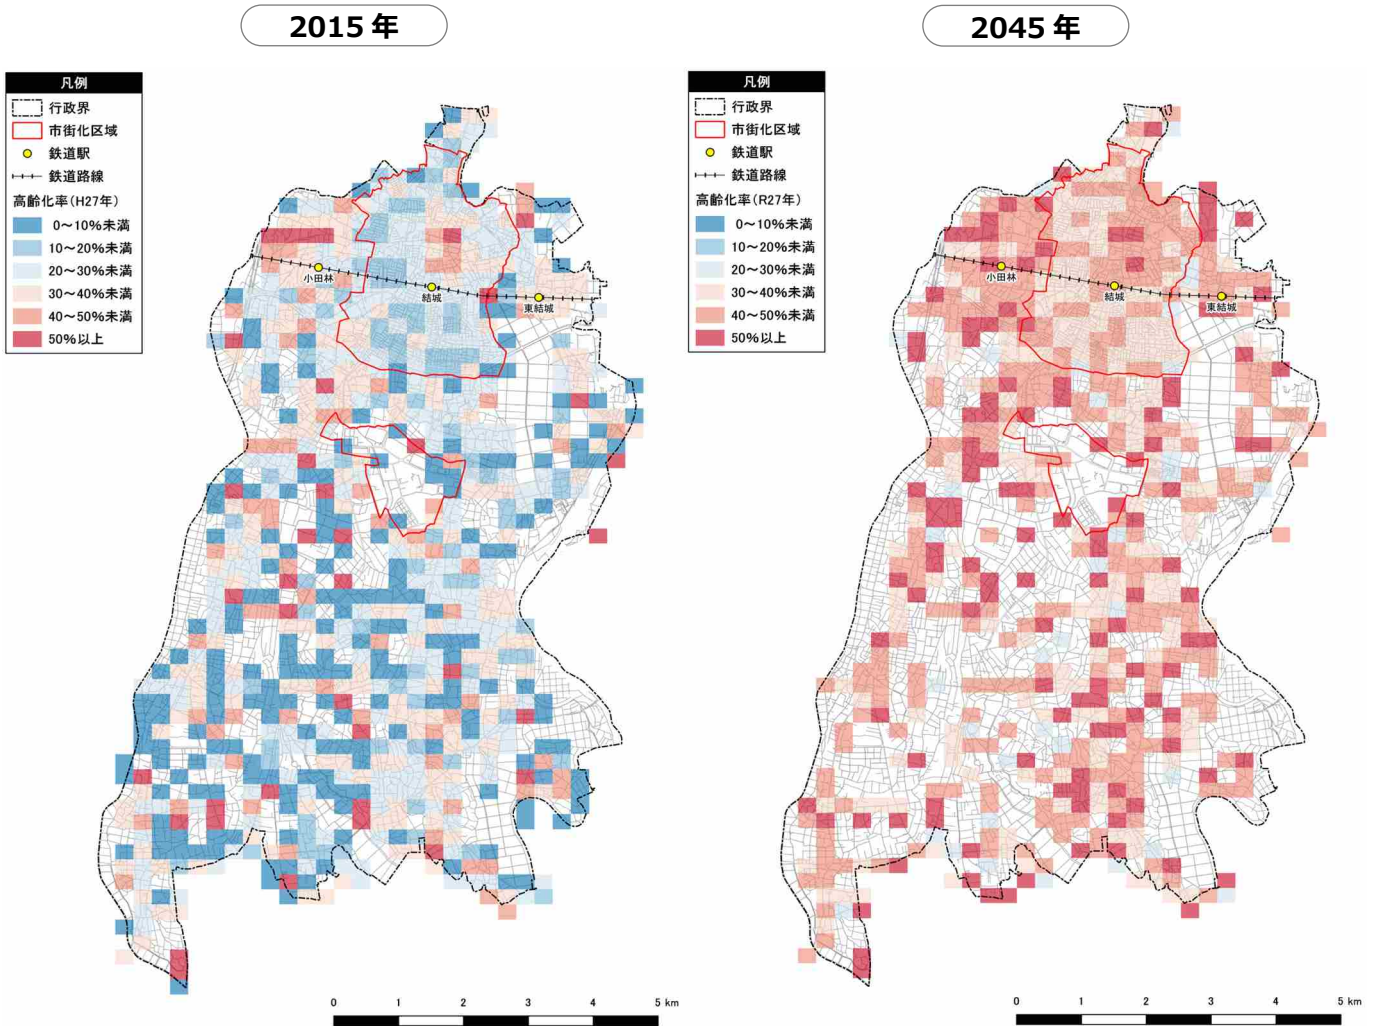 2015 年
凡例
行政界
市街化区域
鉄道駅
鉄道路線
高齢化率(H27年)
0～10%未満
10～20%未満
20～30%未満
30～40%未満
40～50%未満
50%以上
小田林
結城
東結城
0 1 2 3 4 5 km
2045 年
凡例
行政界
市街化区域
鉄道駅
鉄道路線
高齢化率(R27年)
0～10%未満
10～20%未満
20～30%未満
30～40%未満
40～50%未満
50%以上
小田林
結城
東結城
0 1 2 3 4 5 km